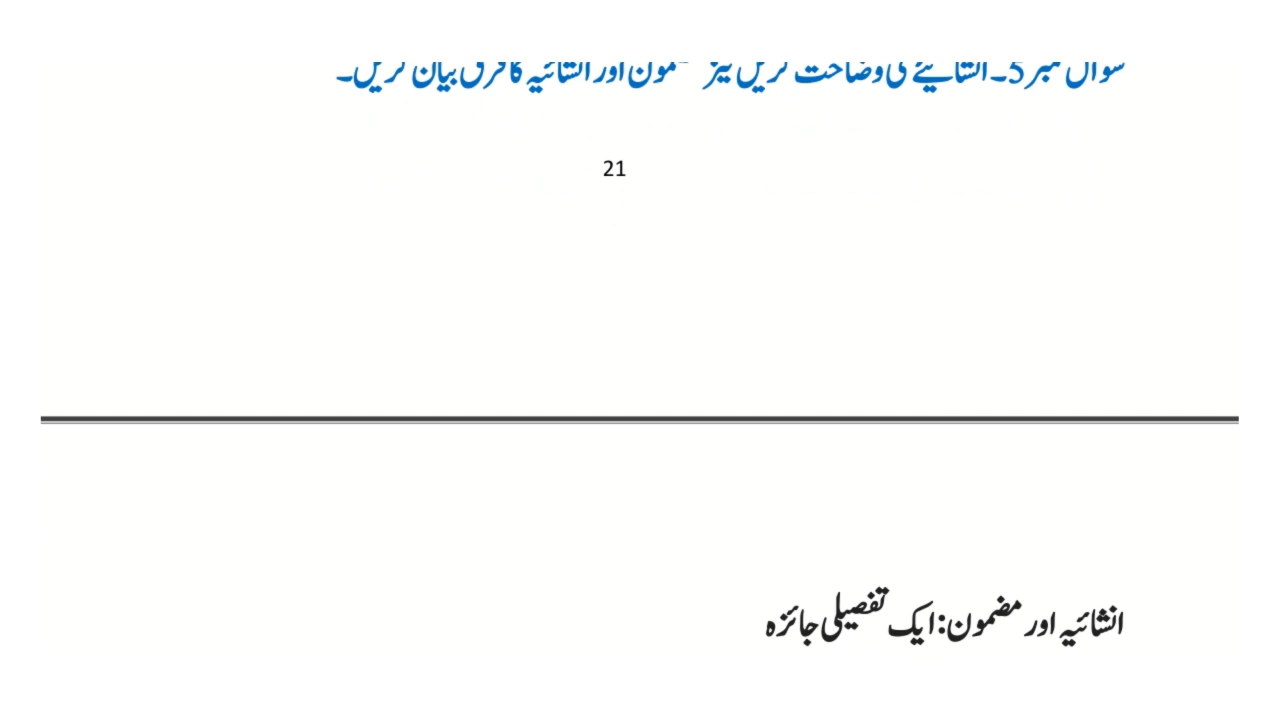 سوال نمبر 5۔ انشائیے کی وضاحت کریں نیز مضمون اور انشائیہ کا فرق بیان کریں۔
21
انشائیہ اور مضمون: ایک تفصیلی جائزہ